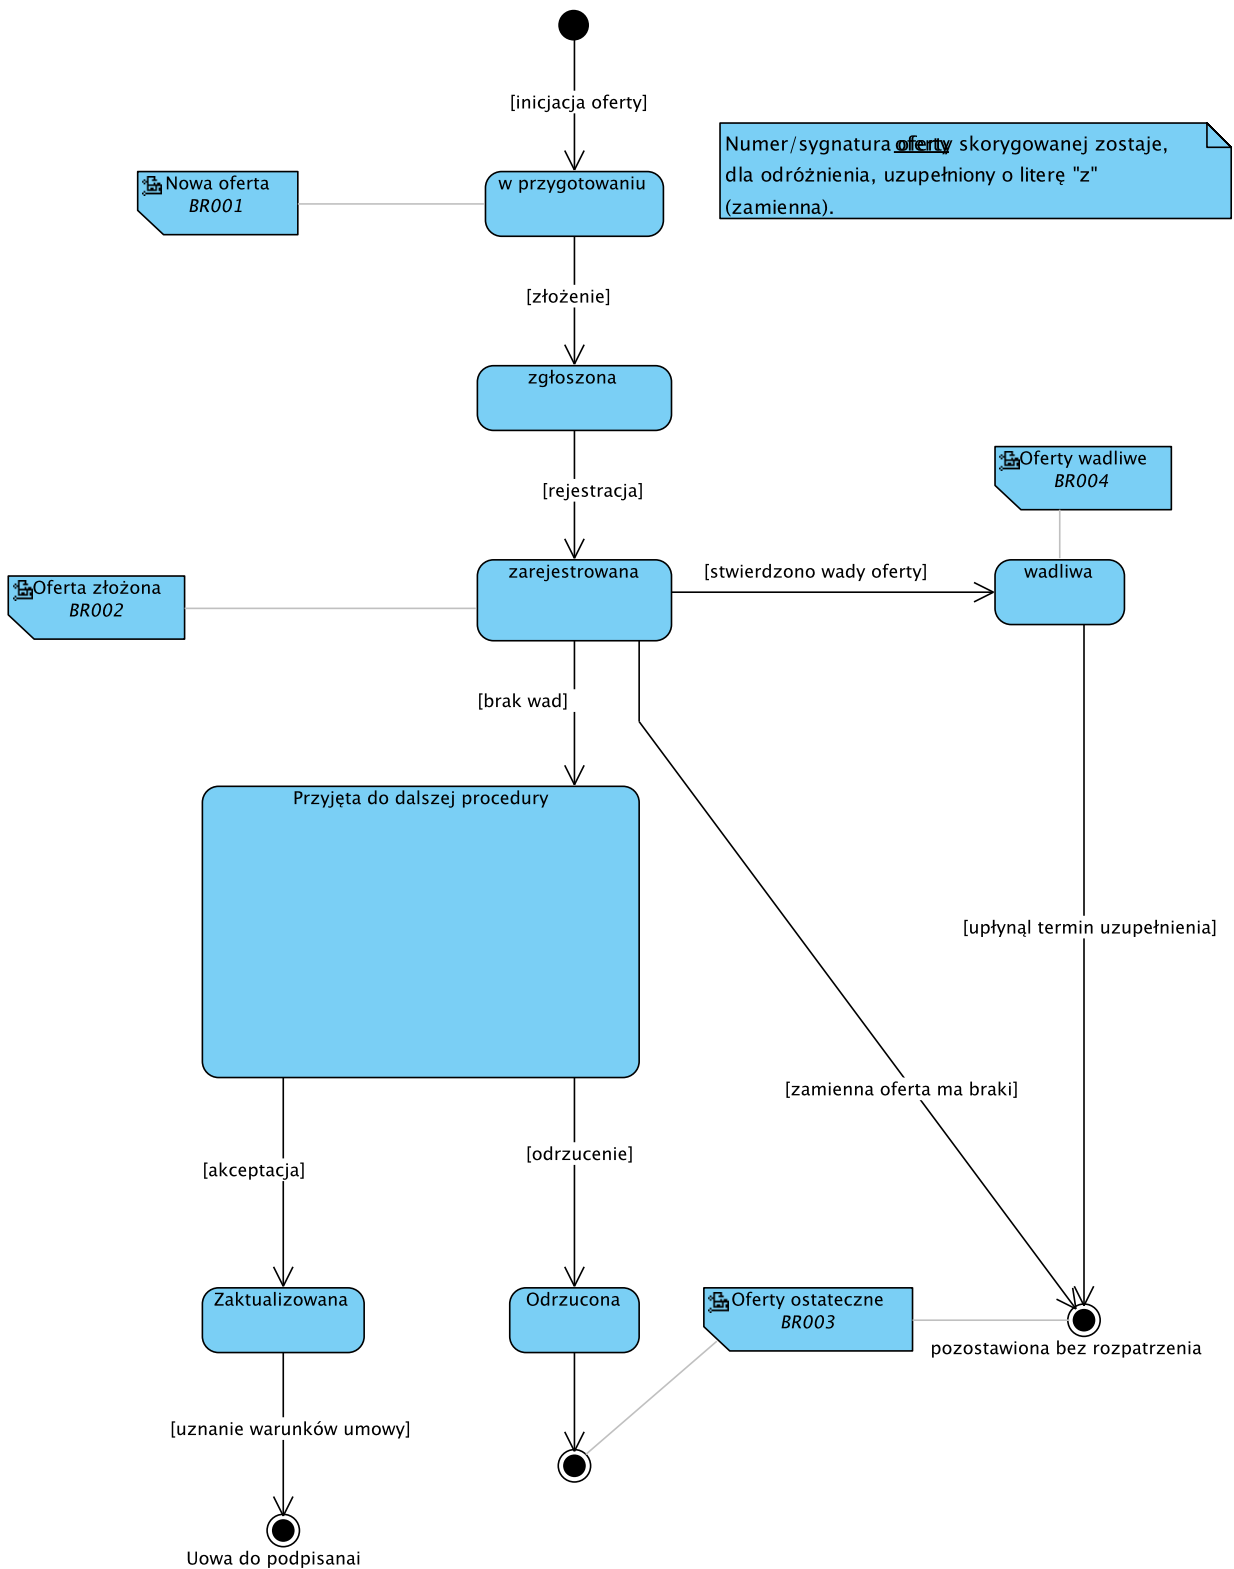 [inicjacja oferty]
Numer/sygnatura oferty skorygowanej zostaje,
dla odróżnienia, uzupełniony o literę "z"
(zamienna).
Nowa oferta
BR001
w przygotowaniu
[złożenie]
zgłoszona
[rejestracja]
Oferty wadliwe
BR004
zarejestrowana
[stwierdzono wady oferty]
wadliwa
Oferta złożona
BR002
[brak wad]
Przyjęta do dalszej procedury
[upłynąl termin uzupełnienia]
[zamienna oferta ma braki]
[akceptacja]
[odrzucenie]
Zaktualizowana
Odrzucona
Oferty ostateczne
BR003
pozostawiona bez rozpatrzenia
[uznanie warunków umowy]
Uowa do podpisanai